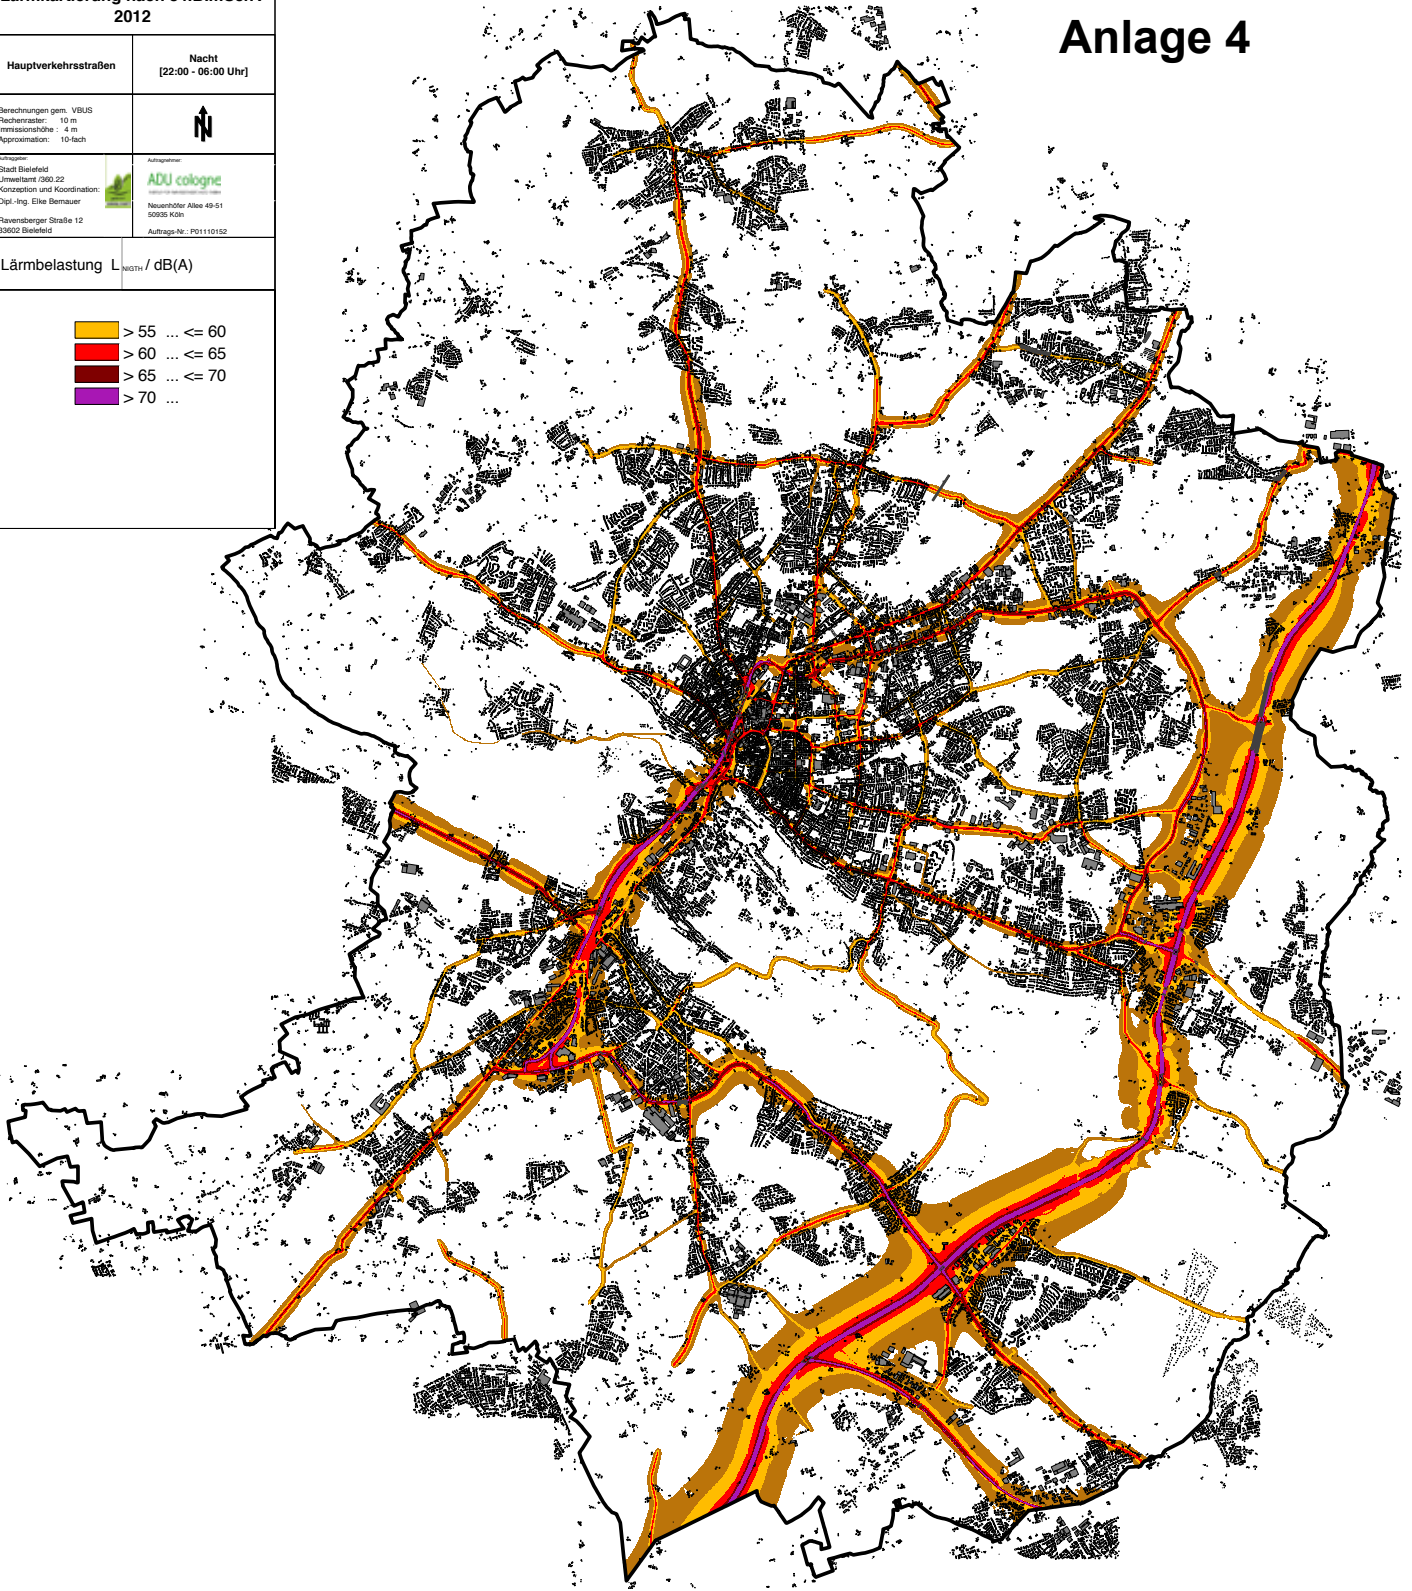 2012
Anlage 4
Hauptverkehrsstraßen
Nacht
[22:00 - 06:00 Uhr]
Berechnungen gem. VBUS
Rechenraster: 10 m
Immissionshöhe : 4 m
Approximation: 10-fach
Auftraggeber:
Stadt Bielefeld
Umweltamt /360.22
Konzeption und Koordination:
Dipl.-Ing. Elke Bernauer
Ravensberger Straße 12
33602 Bielefeld
Auftragnehmer:
ADU cologne
Neuenhöfer Allee 49-51
50935 Köln
Auftrags-Nr.: P01110152
Lärmbelastung L NIGTH / dB(A)
> 55 ... <= 60
> 60 ... <= 65
> 65 ... <= 70
> 70 ...